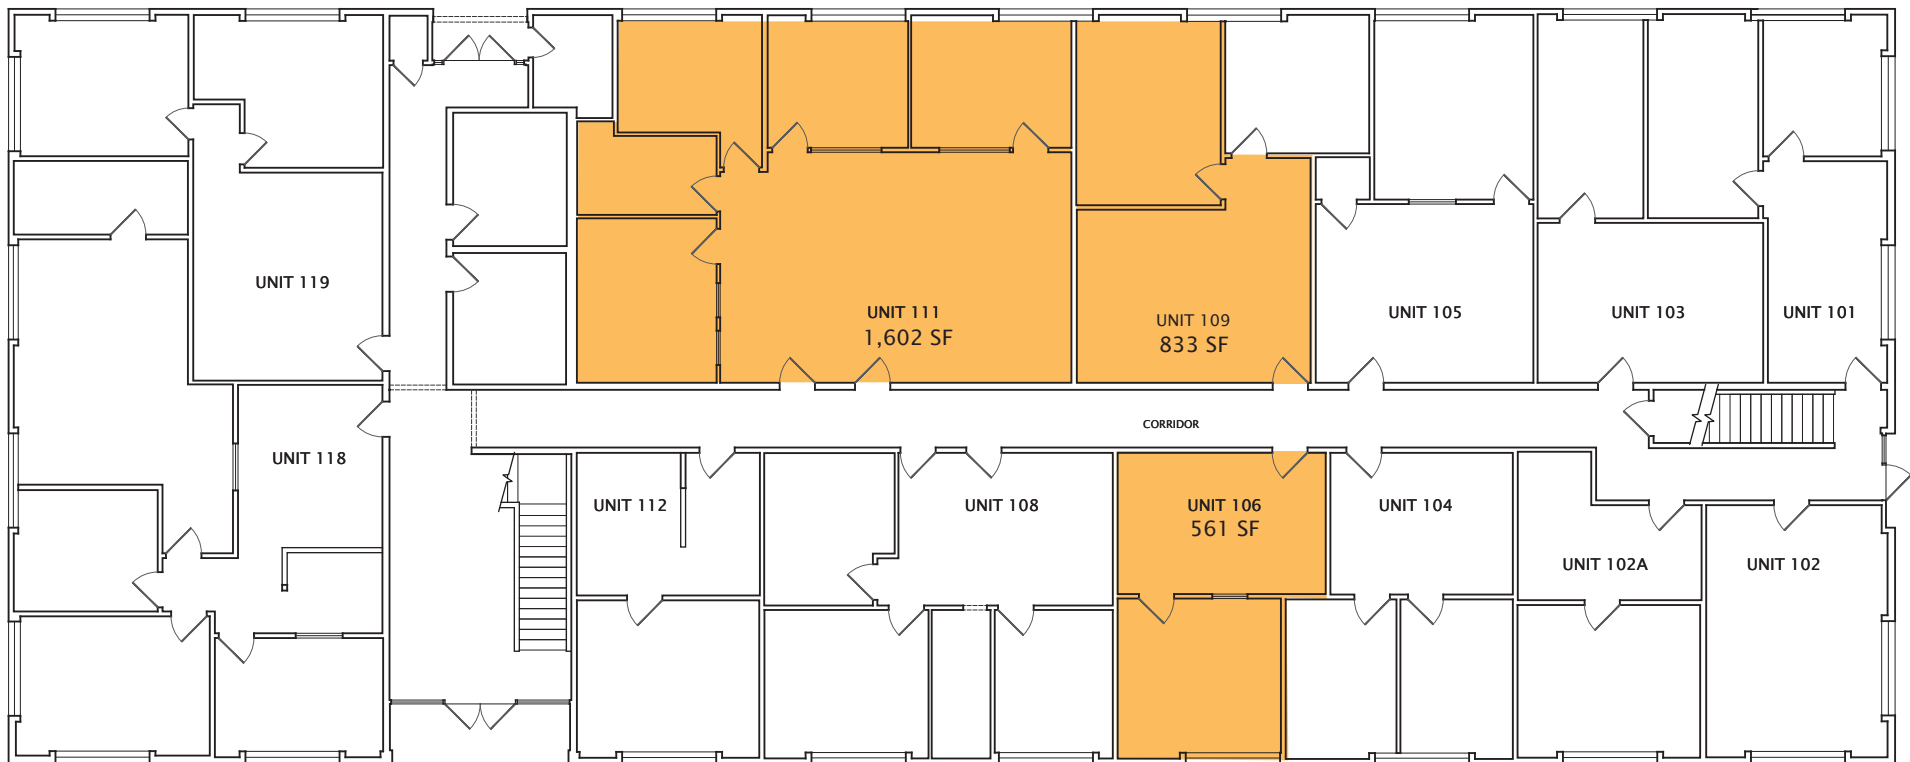 UNIT 119
UNIT 111
1,602 SF
UNIT 109
833 SF
UNIT 105
UNIT 103
UNIT 101
CORRIDOR
UNIT 118
UNIT 112
UNIT 108
UNIT 106
561 SF
UNIT 104
UNIT 102A
UNIT 102